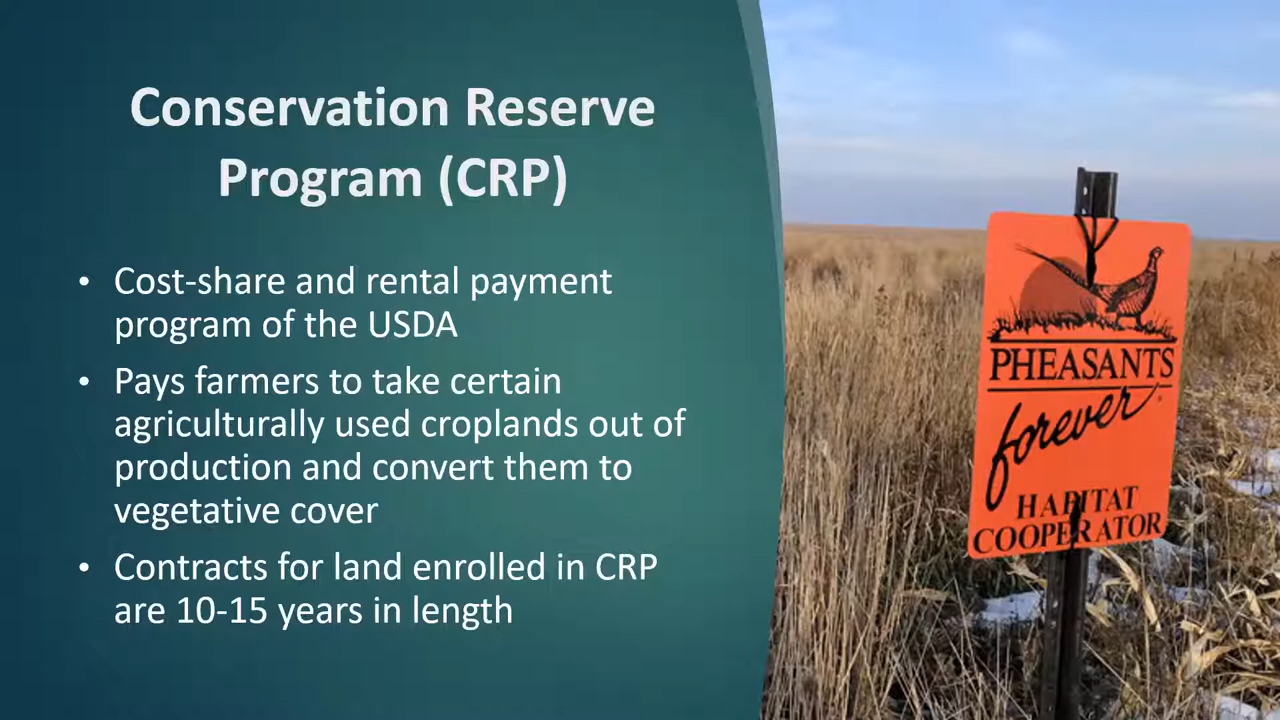 Conservation Reserve
Program (CRP)
• Cost-share and rental payment
program of the USDA
• Pays farmers to take certain
agriculturally used croplands out of
production and convert them to
vegetative cover
• Contracts for land enrolled in CRP
are 10-15 years in length
PHEASANTS
forever
HABITAT
COOPERATOR